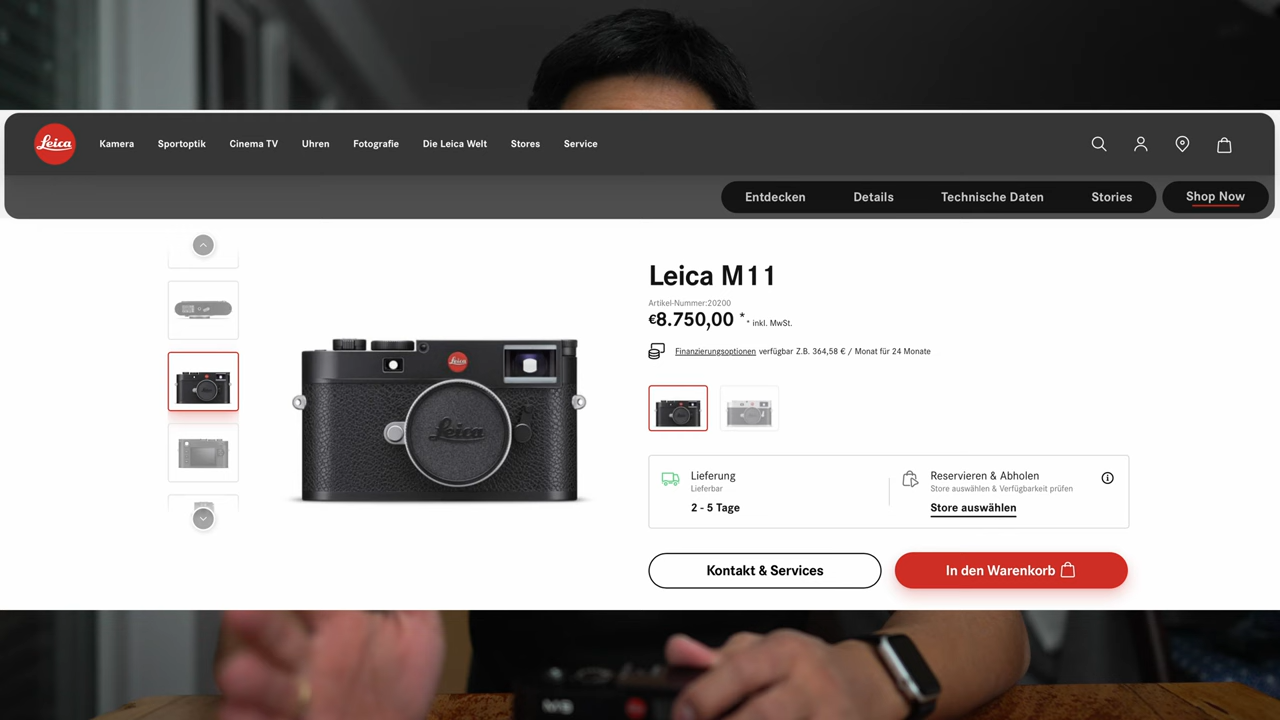 Leica
Kamera
Sportoptik
Cinema TV
Uhren
Fotografie
Die Leica Welt
Stores
Service
Entdecken
Details
Technische Daten
Stories
Shop Now
Leica M11
Artikel-Nummer:20200
€8.750,00 * * inkl. MwSt.
Finanzierungsoptionen verfügbar Z.B. 364,58 € / Monat für 24 Monate
Leica
Leica
Lieferung
Lieferbar
2 - 5 Tage
Reservieren & Abholen
Store auswählen & Verfügbarkeit prüfen
Store auswählen
Kontakt & Services
In den Warenkorb